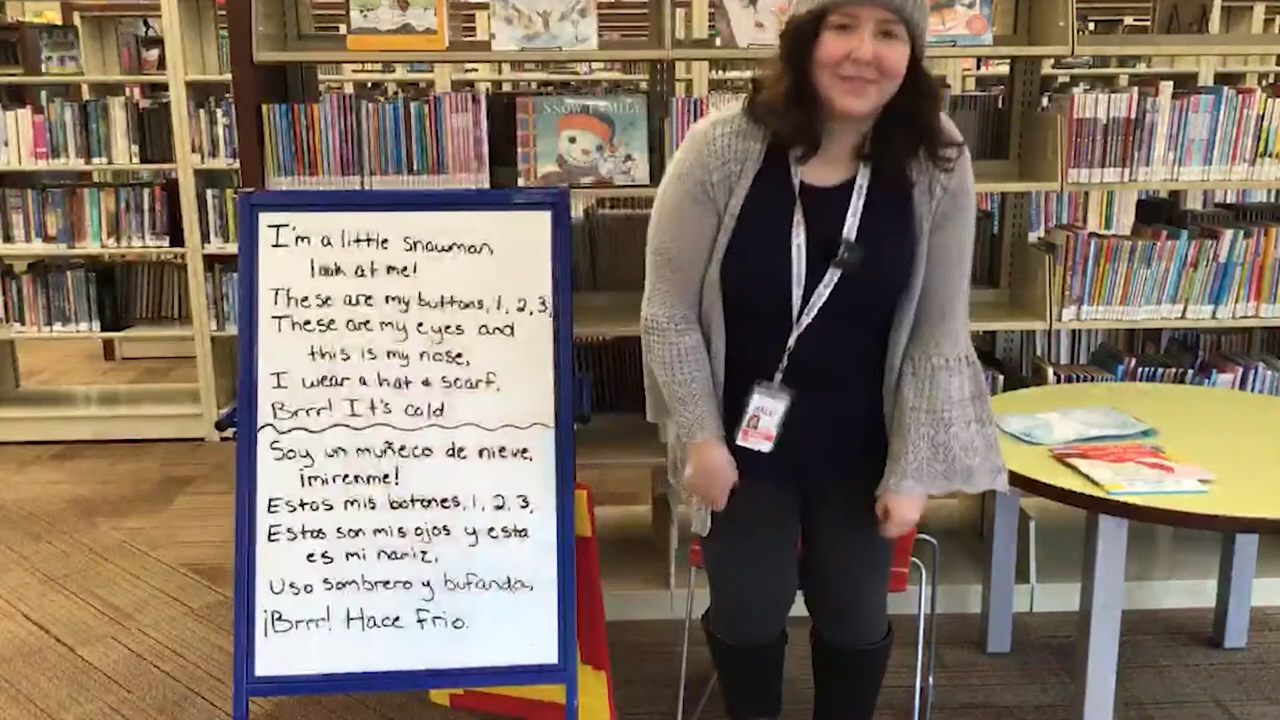 SNOW FAMILY
I'm a little snowman,
look at me!
These are my buttons, 1, 2, 3,
These are my eyes and
this is my nose,
I wear a hat & scarf.
Brrr! It's cold
Soy un muñeco de nieve,
¡mirenme!
Estos mis botones, 1, 2, 3,
Estos son mis ojos y esta
es mi nariz,
Uso sombrero y bufanda,
¡Brrr! Hace Frio.